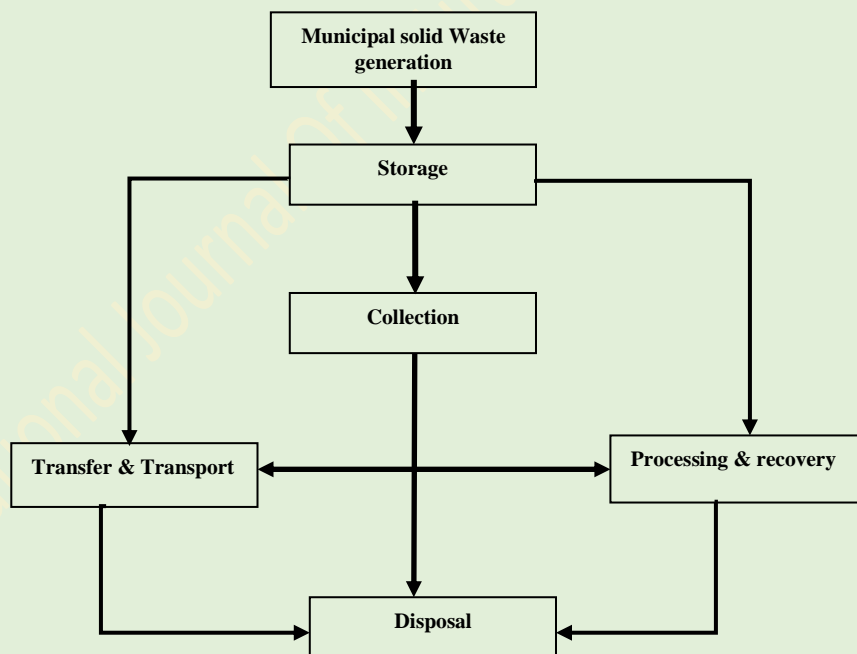 Municipal solid Waste
generation
Storage
Collection
Transfer & Transport
Processing & recovery
Disposal